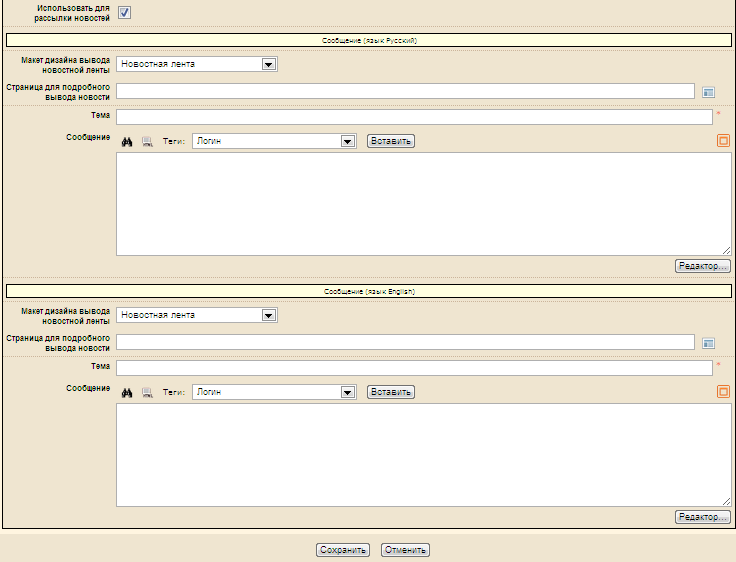 Использовать для
рассылки новостей
Сообщение (язык Русский)
Макет дизайна вывода
новостной ленты
Новостная лента
Страница для подробного
вывода новости
Тема
*
Сообщение
HTML
Теги:
Логин
Вставить
Редактор...
Сообщение (язык English)
Макет дизайна вывода
новостной ленты
Новостная лента
Страница для подробного
вывода новости
Тема
*
Сообщение
HTML
Теги:
Логин
Вставить
Редактор...
Сохранить
Отменить